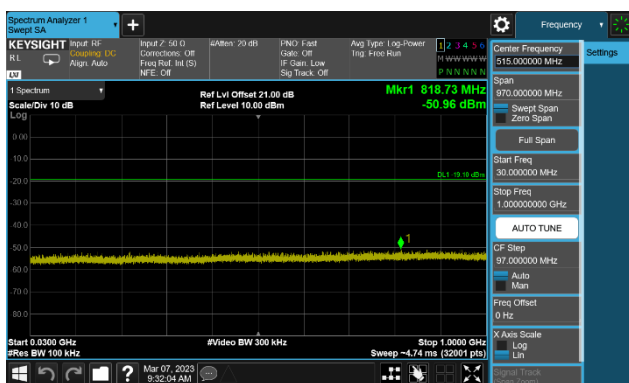 Spectrum Analyzer 1
Swept SA
Frequency
KEYSIGHT
Input: RF
Input Z: 50 Ω
#Atten: 20 dB
PNO: Fast
Avg Type: Log-Power
1 2 3 4 5 6
RL
Coupling: DC
Corrections: Off
Gate: Off
Trig: Free Run
M W W W W W
Align: Auto
Freq Ref: Int (S)
IF Gain: Low
P N N N N N
NFE: Off
Sig Track: Off
LXI
1 Spectrum
Ref Lvl Offset 21.00 dB
Mkr1 818.73 MHz
Scale/Div 10 dB
Ref Level 10.00 dBm
-50.96 dBm
Log
0.00
-10.0
DL1 -19.18 dBm
-20.0
-30.0
-40.0
1
-50.0
-60.0
-70.0
-80.0
Start 0.0300 GHz
#Video BW 300 kHz
Stop 1.0000 GHz
#Res BW 100 kHz
Sweep ~4.74 ms (32001 pts)
Center Frequency
515.000000 MHz
Settings
Span
970.000000 MHz
Swept Span
Zero Span
Full Span
Start Freq
30.000000 MHz
Stop Freq
1.000000000 GHz
AUTO TUNE
CF Step
97.000000 MHz
Auto
Man
Freq Offset
0 Hz
X Axis Scale
Log
Lin
Signal Track
(Span Zoom)
?
Mar 07, 2023
9:32:04 AM